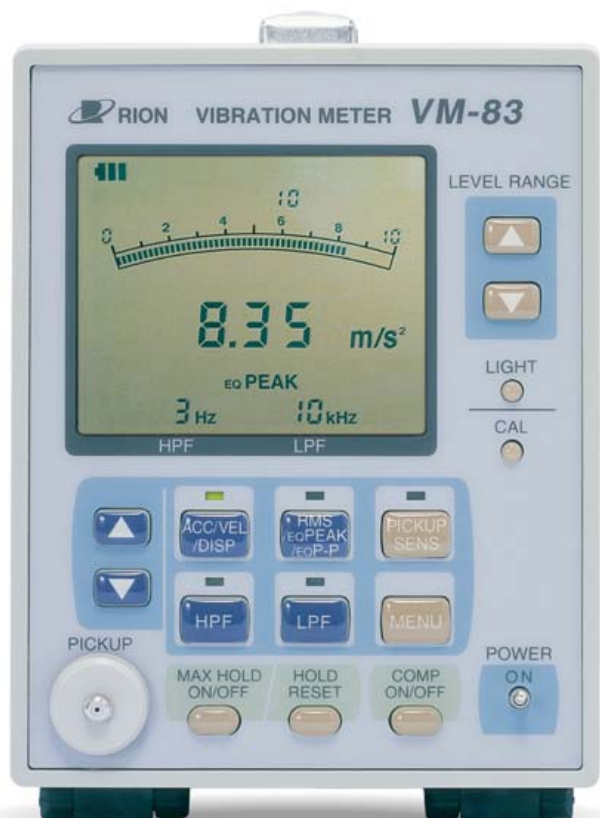 RION VIBRATION METER VM-83
LEVEL RANGE
10
0 2 4 6 8 10
8.35 m/s²
EQ PEAK
3 Hz 10 kHz
HPF LPF
LIGHT
CAL
ACC/VEL
/DISP
RMS
/EQPEAK
/EQP-P
PICKUP
SENS
HPF
LPF
MENU
PICKUP
MAX HOLD
ON/OFF
HOLD
RESET
COMP
ON/OFF
POWER
ON